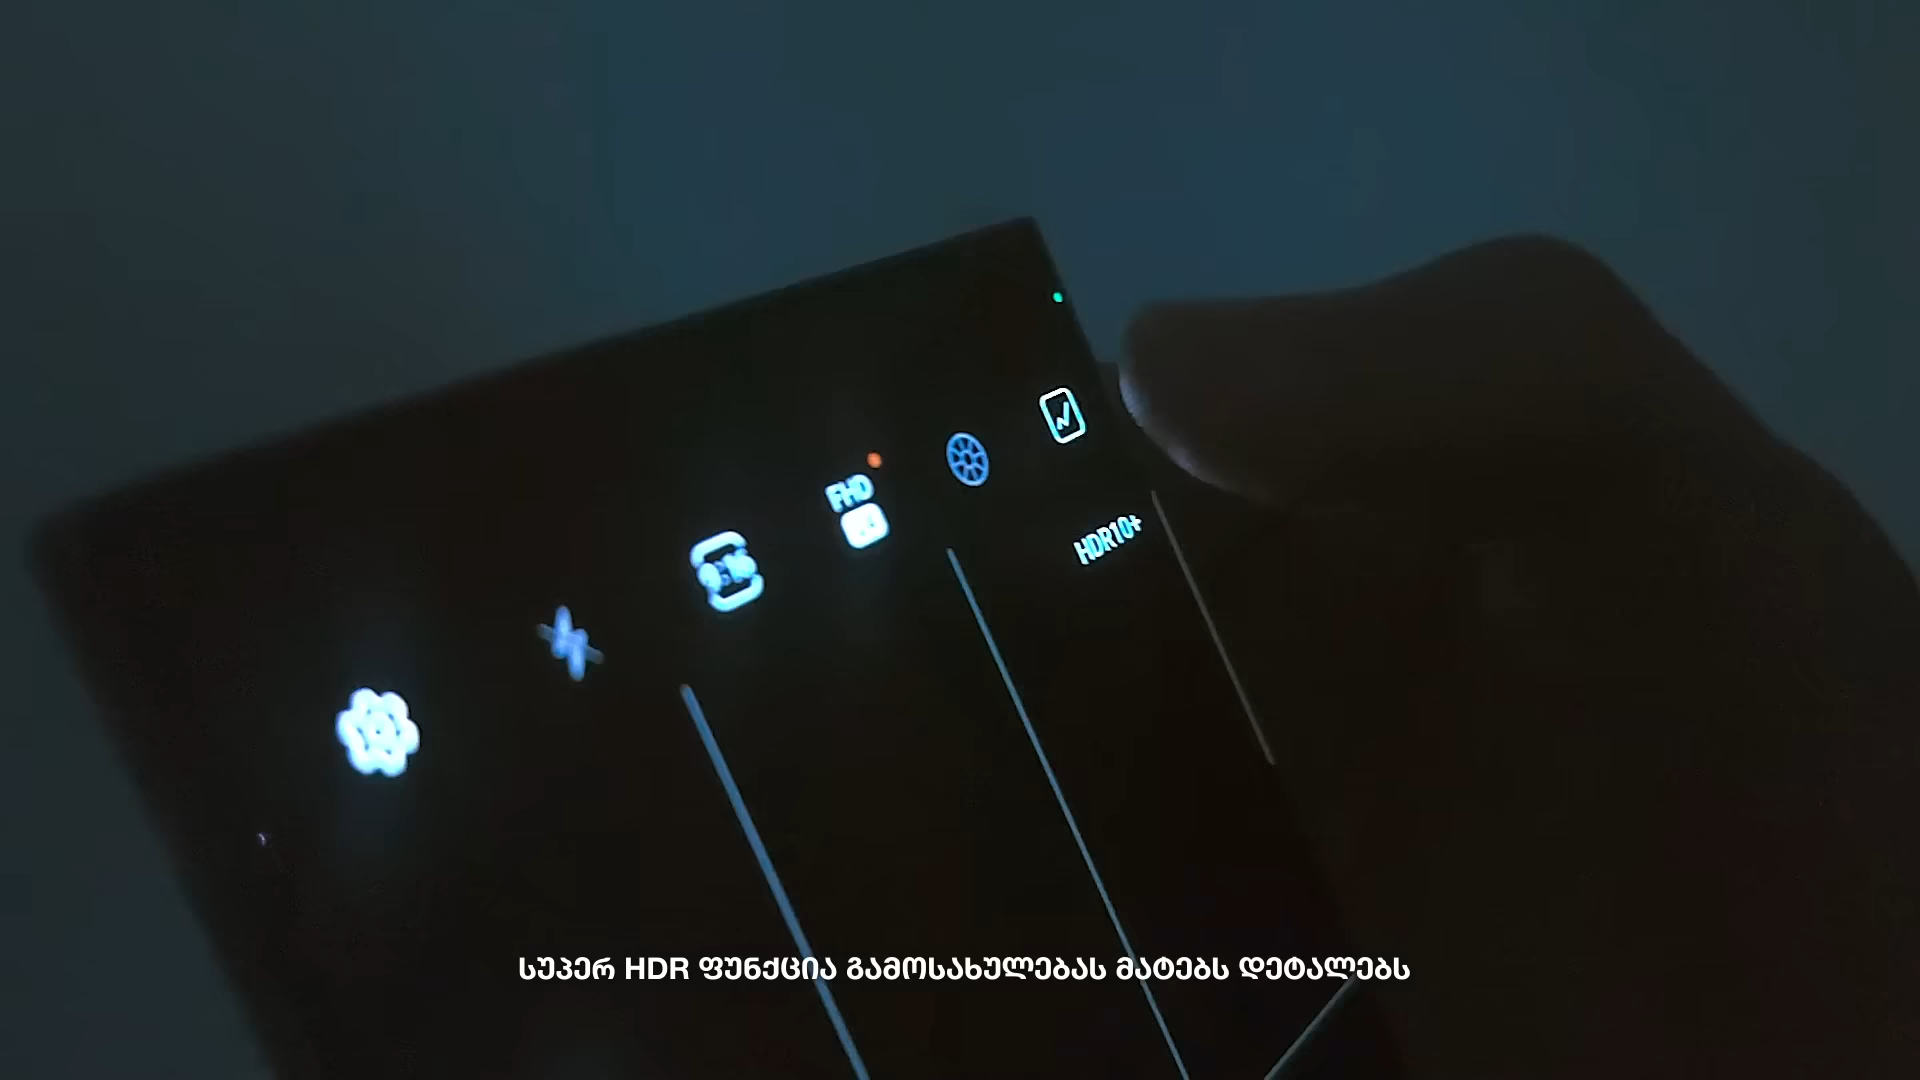 FHD
HDR10+
ᲡᲣᲞᲔᲠ HDR ᲤᲣᲜᲥᲪᲘᲐ ᲒᲐᲛᲝᲡᲐᲮᲣᲚᲔᲑᲐᲡ ᲛᲐᲢᲔᲑᲡ ᲓᲔᲢᲐᲚᲔᲑᲡ